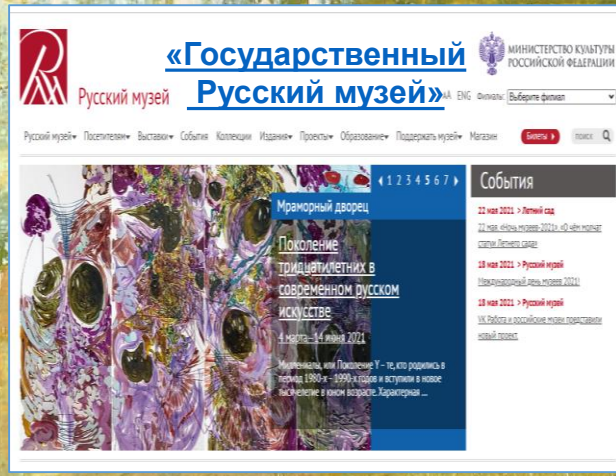 «Государственный
Русский музей»
Русский музей
МИНИСТЕРСТВО КУЛЬТУРЫ
РОССИЙСКОЙ ФЕДЕРАЦИИ
ENG Филиалы: Выберите филиал
Русский музей Посетителям Выставки События Коллекции Издания Проекты Образование Поддержать музей Магазин Билеты поиск
1 2 3 4 5 6 7
Мраморный дворец
Поколение
тридцатилетних в
современном русском
искусстве
4 марта—14 июня 2021
Миллениалы, или Поколение Y – те, кто родились в
период 1980-х - 1990-х годов и вступили в новое
тысячелетие в юном возрасте. Характерная ...
События
22 мая 2021 > Летний сад
22 мая. «Ночь музеев-2021». «О чём молчат
статуи Летнего сада»
18 мая 2021 > Русский музей
Международный день музеев 2021!
18 мая 2021 > Русский музей
VK Работа и российские музеи представили
новый проект.